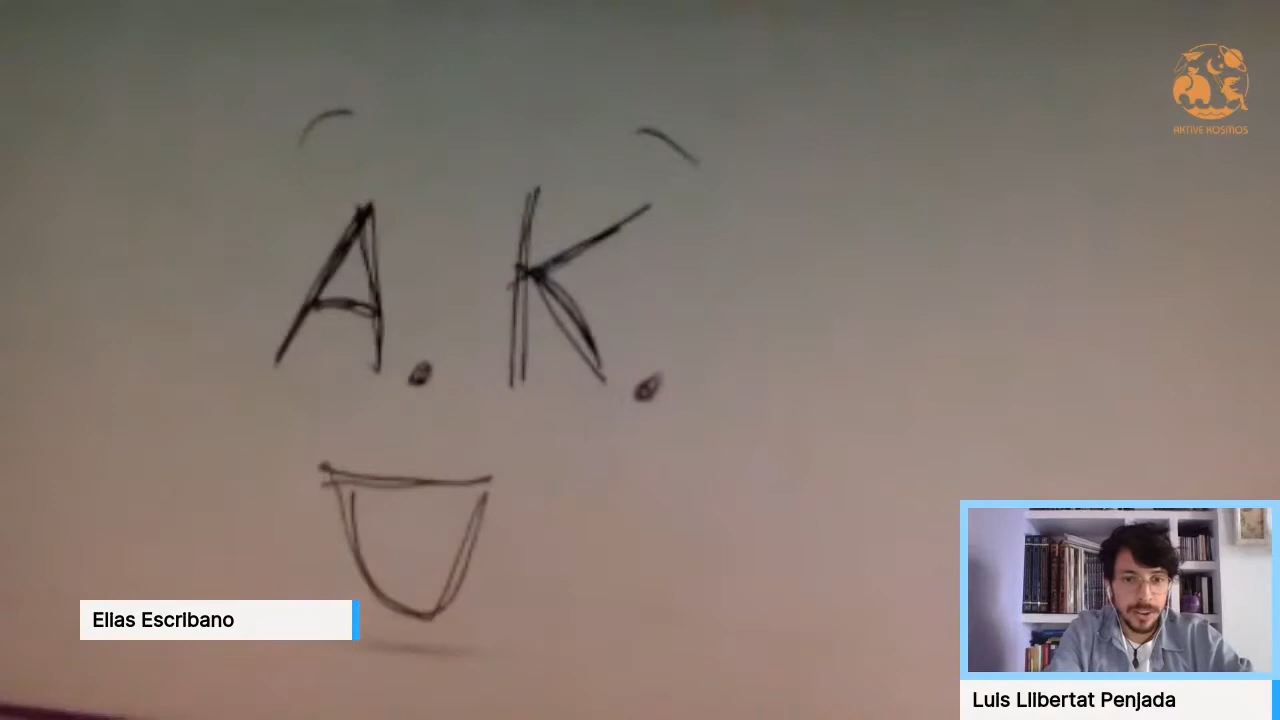 AKTIVE KOSMOS
A. K.
Elias Escribano
Luis Llibertat Penjada